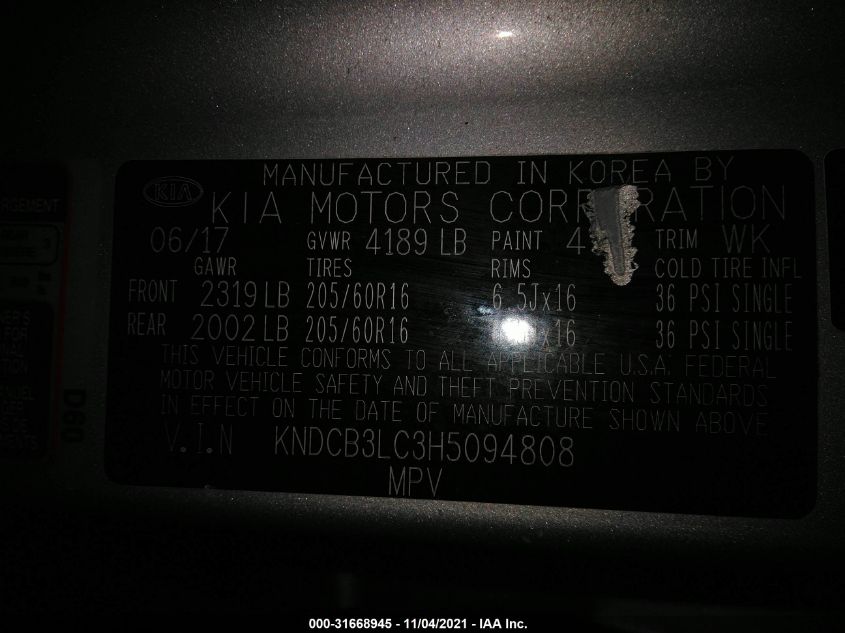 MANUFACTURED IN KOREA BY
KIA KIA MOTORS
06/17 GVWR 4189 LB PAINT TRIM WK
GAWR TIRES RIMS COLD TIRE INFL
FRONT 2319 LB 205/60R16 6.5Jx16 36 PSI SINGLE
REAR 2002 LB 205/60R16 x16 36 PSI SINGLE
THIS VEHICLE CONFORMS TO ALL APPLICABLE U.S.A. FEDERAL
MOTOR VEHICLE SAFETY AND THEFT PREVENTION STANDARDS
IN EFFECT ON THE DATE OF MANUFACTURE SHOWN ABOVE
V.I.N KNDCB3LC3H5094808
MPV
D60
000-31668945 - 11/04/2021 - IAA Inc.